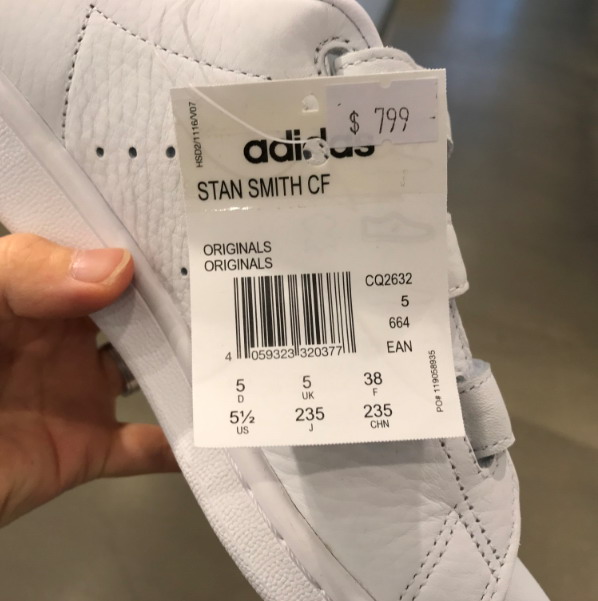 $ 799
adidas
HSD2/1116/V07
STAN SMITH CF
ORIGINALS
ORIGINALS
CQ2632
5
664
EAN
4 059323 320377
5 5 38
D UK F
5½ 235 235
US J CHN
PO# 119058935